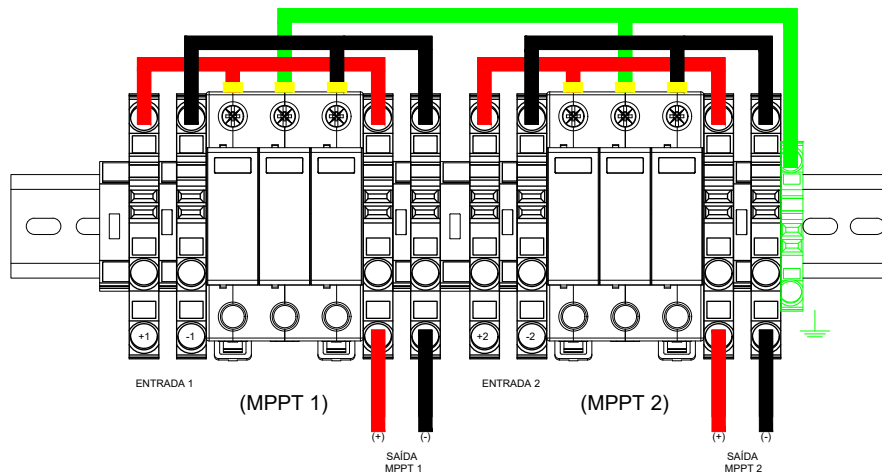 +1
-1
+2
-2
ENTRADA 1
ENTRADA 2
(MPPT 1)
(MPPT 2)
(+)
(-)
(+)
(-)
SAÍDA
MPPT 1
SAÍDA
MPPT 2